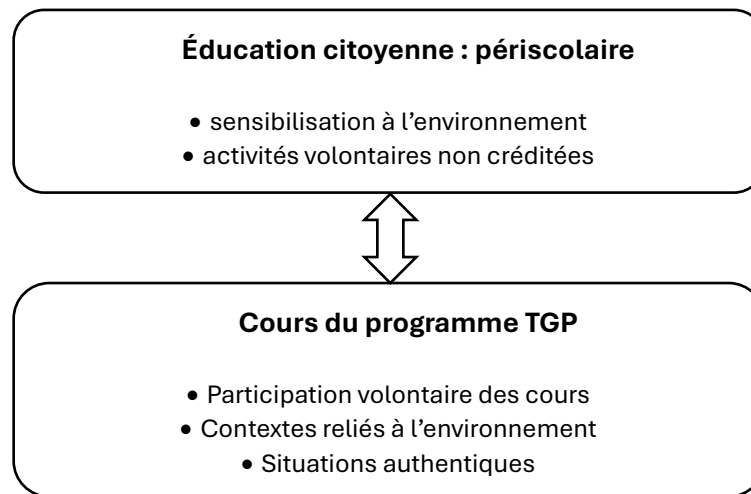 Éducation citoyenne : périscolaire
• sensibilisation à l’environnement
• activités volontaires non créditées
Cours du programme TGP
• Participation volontaire des cours
• Contextes reliés à l’environnement
• Situations authentiques